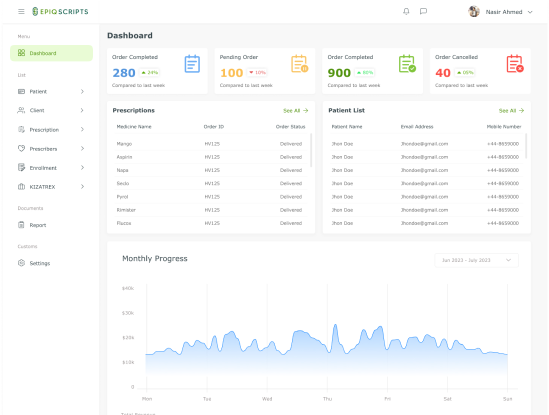 EPIQSCRIPTS
Nasir Ahmed
Menu
Dashboard
List
Patient
Client
Prescription
Prescribers
Enrollment
KIZATREX
Documents
Report
Customs
Settings
Dashboard
Order Completed
280 24%
Compared to last week
Pending Order
100 10%
Compared to last week
Order Completed
900 80%
Compared to last week
Order Cancelled
40 05%
Compared to last week
Prescriptions See All
Medicine Name Order ID Order Status
Mango HV125 Delivered
Aspirin HV125 Delivered
Napa HV125 Delivered
Seclo HV125 Delivered
Pyrol HV125 Delivered
Rimister HV125 Delivered
Flucos HV125 Delivered
Patient List See All
Patient Name Email Address Mobile Number
Jhon Doe Jhondoe@gmail.com +44-8659000
Jhon Doe Jhondoe@gmail.com +44-8659000
Jhon Doe Jhondoe@gmail.com +44-8659000
Jhon Doe Jhondoe@gmail.com +44-8659000
Jhon Doe Jhondoe@gmail.com +44-8659000
Jhon Doe Jhondoe@gmail.com +44-8659000
Jhon Doe Jhondoe@gmail.com +44-8659000
Monthly Progress
Jun 2023 - July 2023
$40k
$30k
$20k
$10k
0
Mon Tue Wed Thu Fri Sat Sun